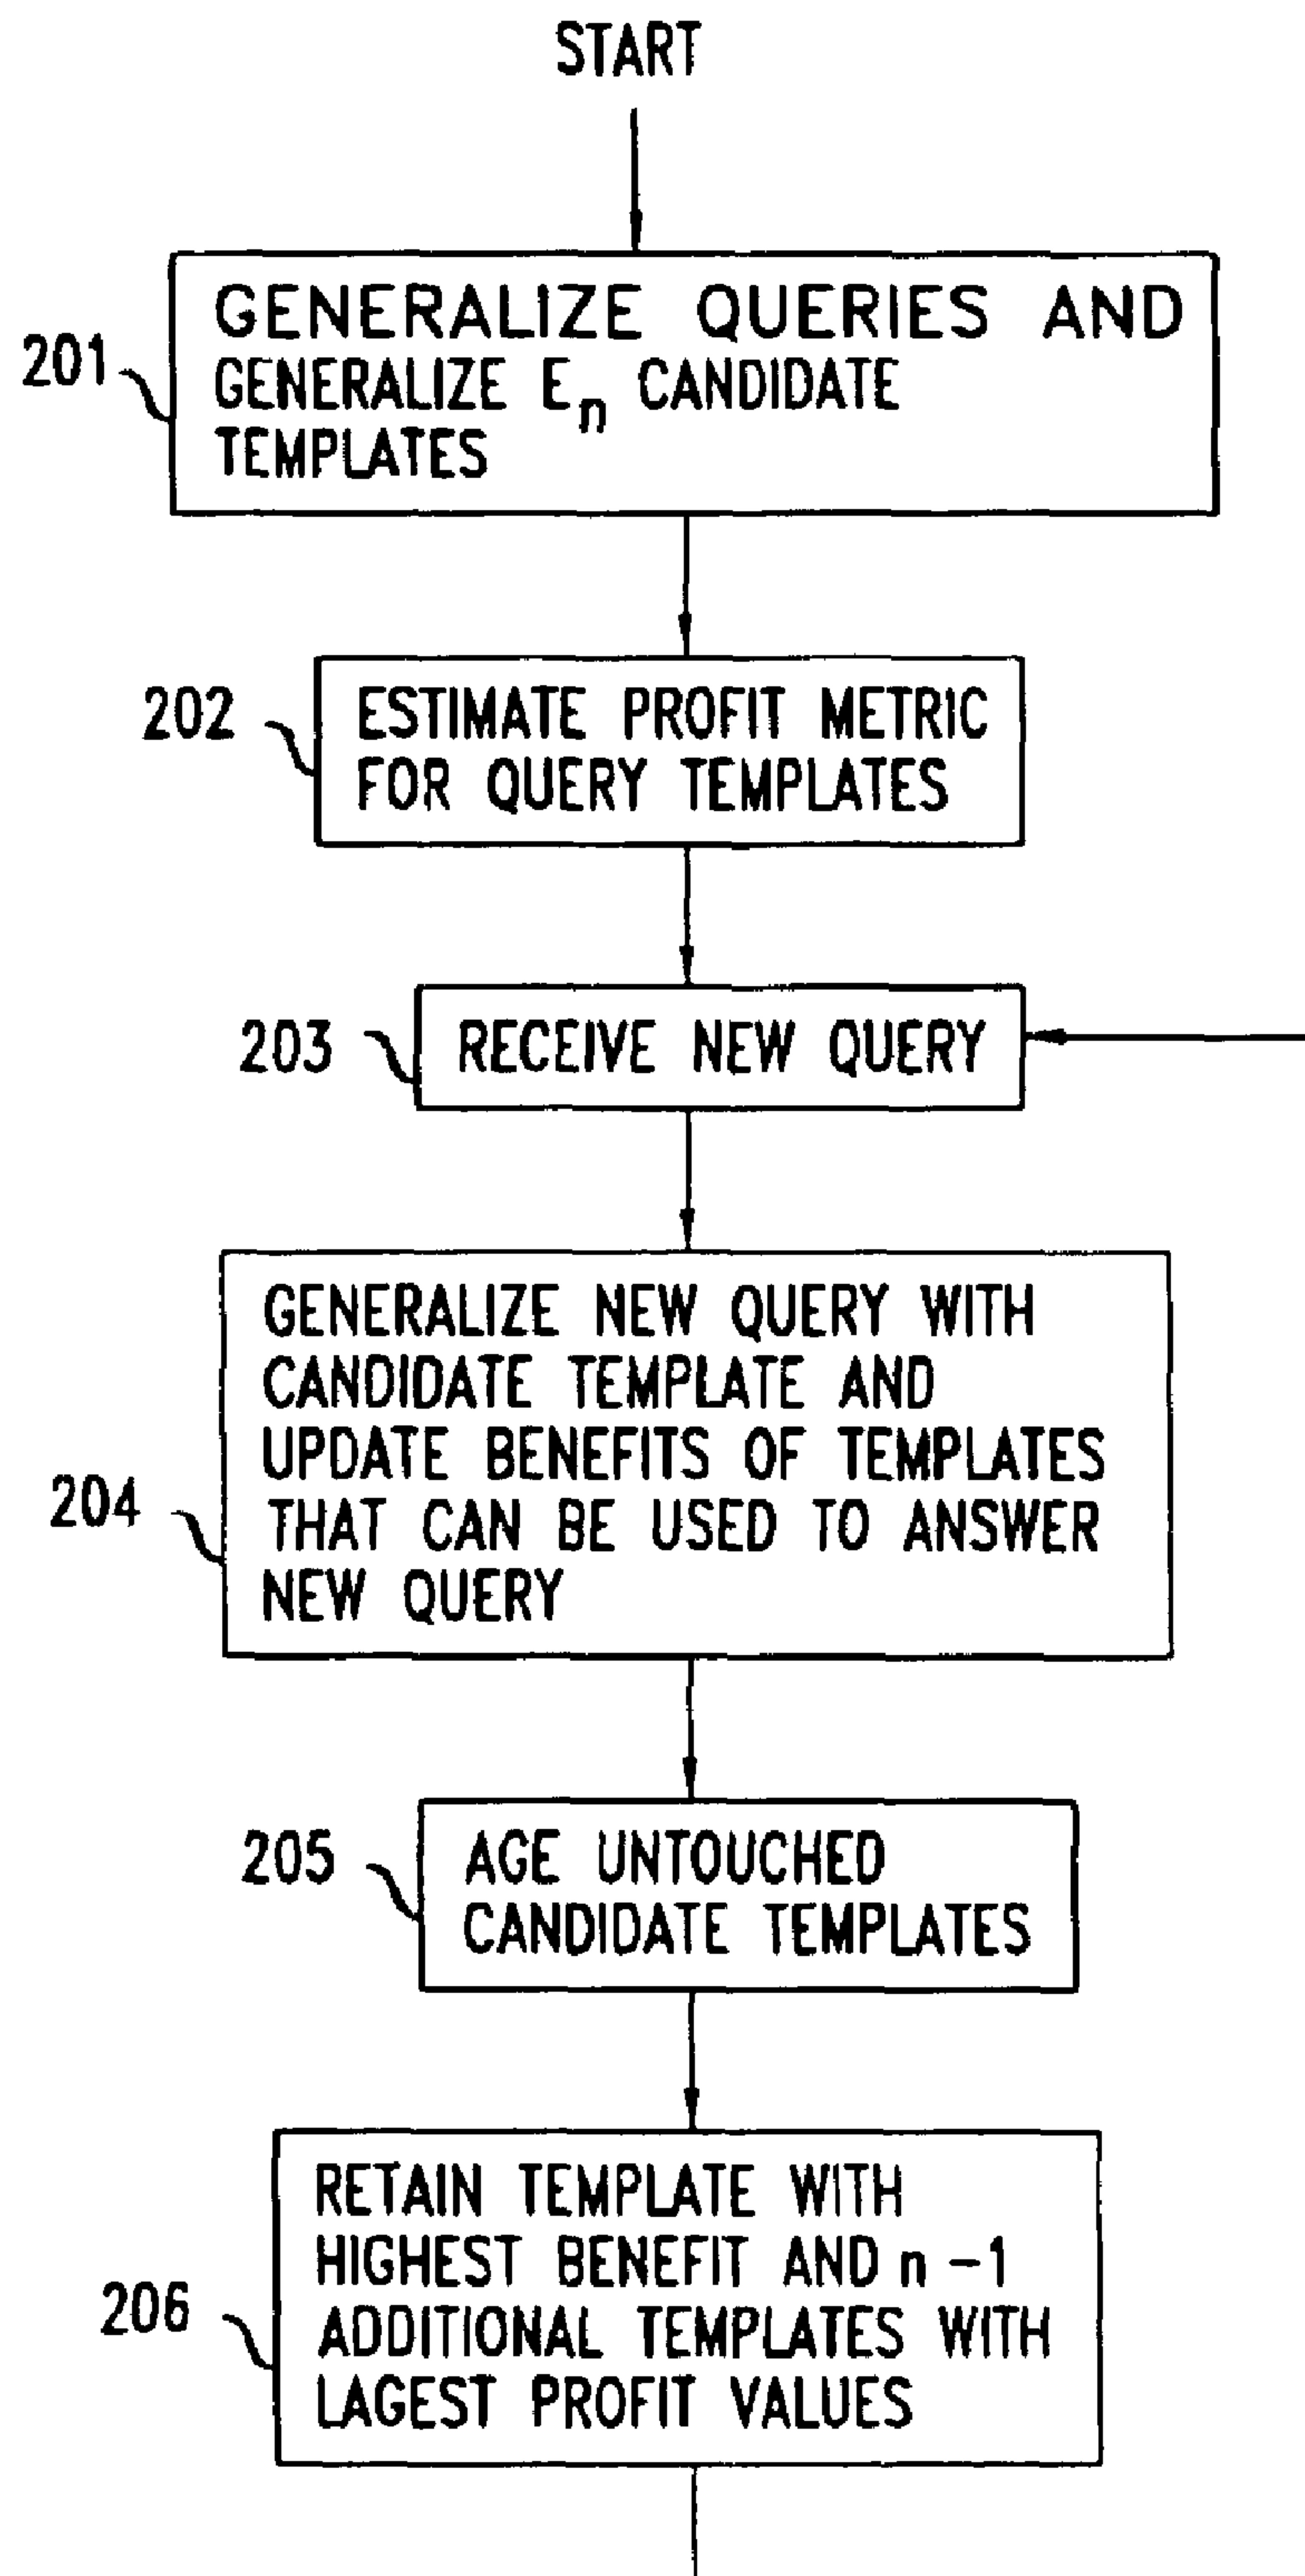 START
201
GENERALIZE QUERIES AND
GENERALIZE En CANDIDATE
TEMPLATES
202
ESTIMATE PROFIT METRIC
FOR QUERY TEMPLATES
203
RECEIVE NEW QUERY
204
GENERALIZE NEW QUERY WITH
CANDIDATE TEMPLATE AND
UPDATE BENEFITS OF TEMPLATES
THAT CAN BE USED TO ANSWER
NEW QUERY
205
AGE UNTOUCHED
CANDIDATE TEMPLATES
206
RETAIN TEMPLATE WITH
HIGHEST BENEFIT AND n -1
ADDITIONAL TEMPLATES WITH
LAGEST PROFIT VALUES